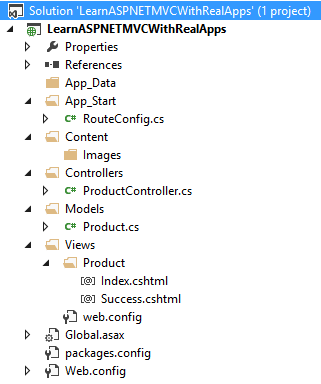 Solution 'LearnASPNETMVCWithRealApps' (1 project)
LearnASPNETMVCWithRealApps
Properties
References
App_Data
App_Start
C# RouteConfig.cs
Content
Images
Controllers
C# ProductController.cs
Models
C# Product.cs
Views
Product
[@] Index.cshtml
[@] Success.cshtml
web.config
Global.asax
packages.config
Web.config